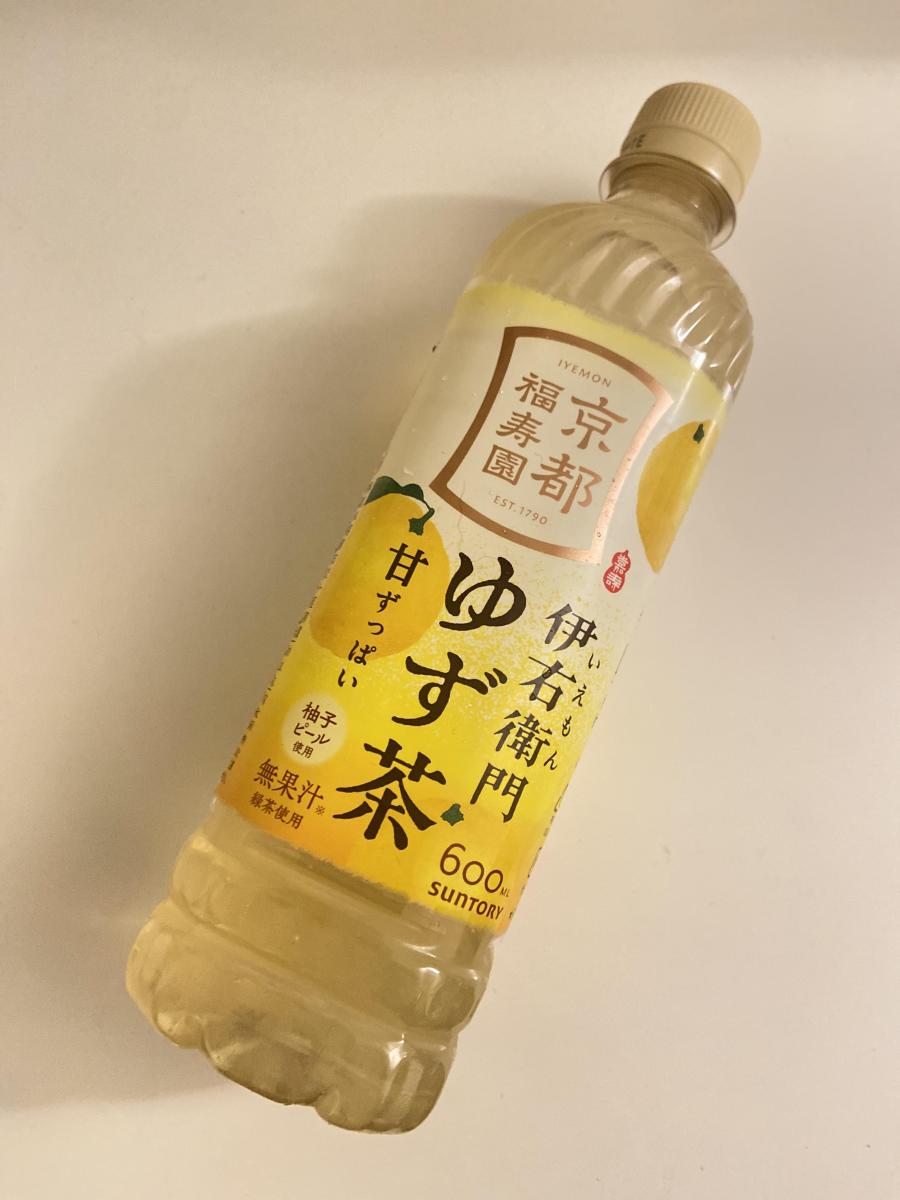 IYEMON
京都
福寿園
EST.1790
嘉
壽
伊右衛門
いえもん
ゆず茶
甘ずっぱい
柚子
ピール
使用
無果汁※
緑茶使用
600ML
SUNTORY